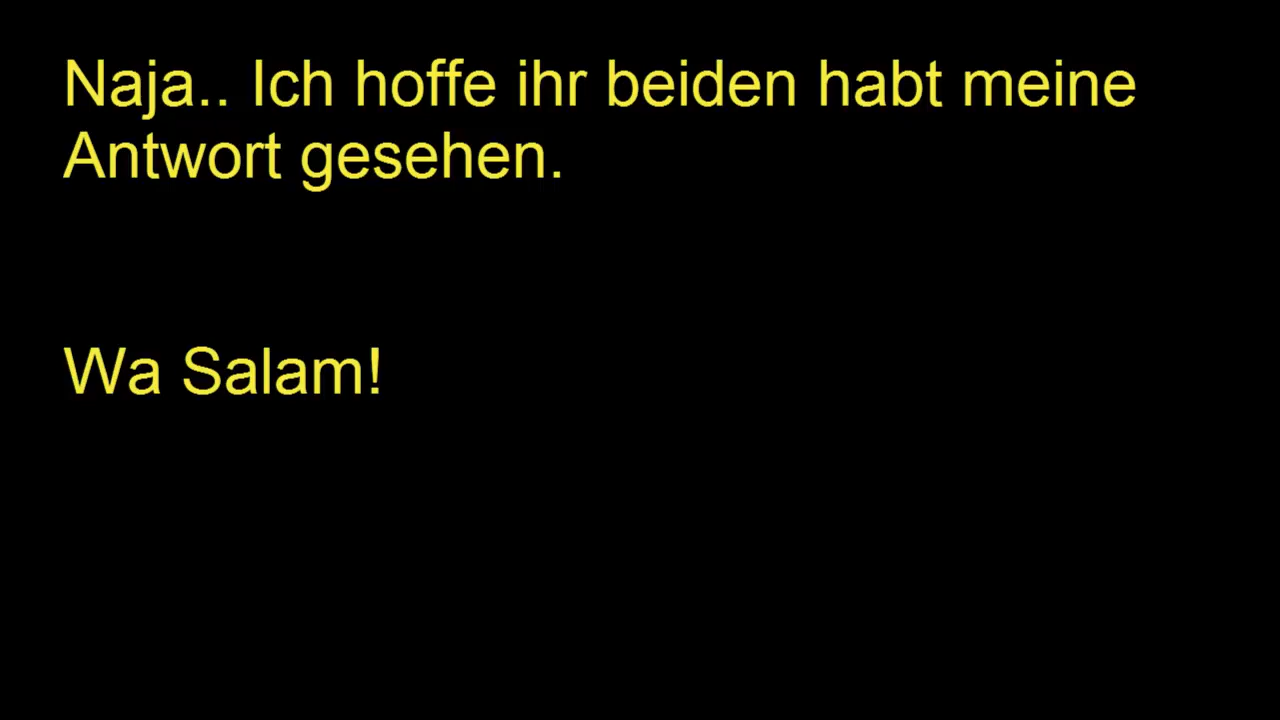 Naja.. Ich hoffe ihr beiden habt meine
Antwort gesehen.
Wa Salam!